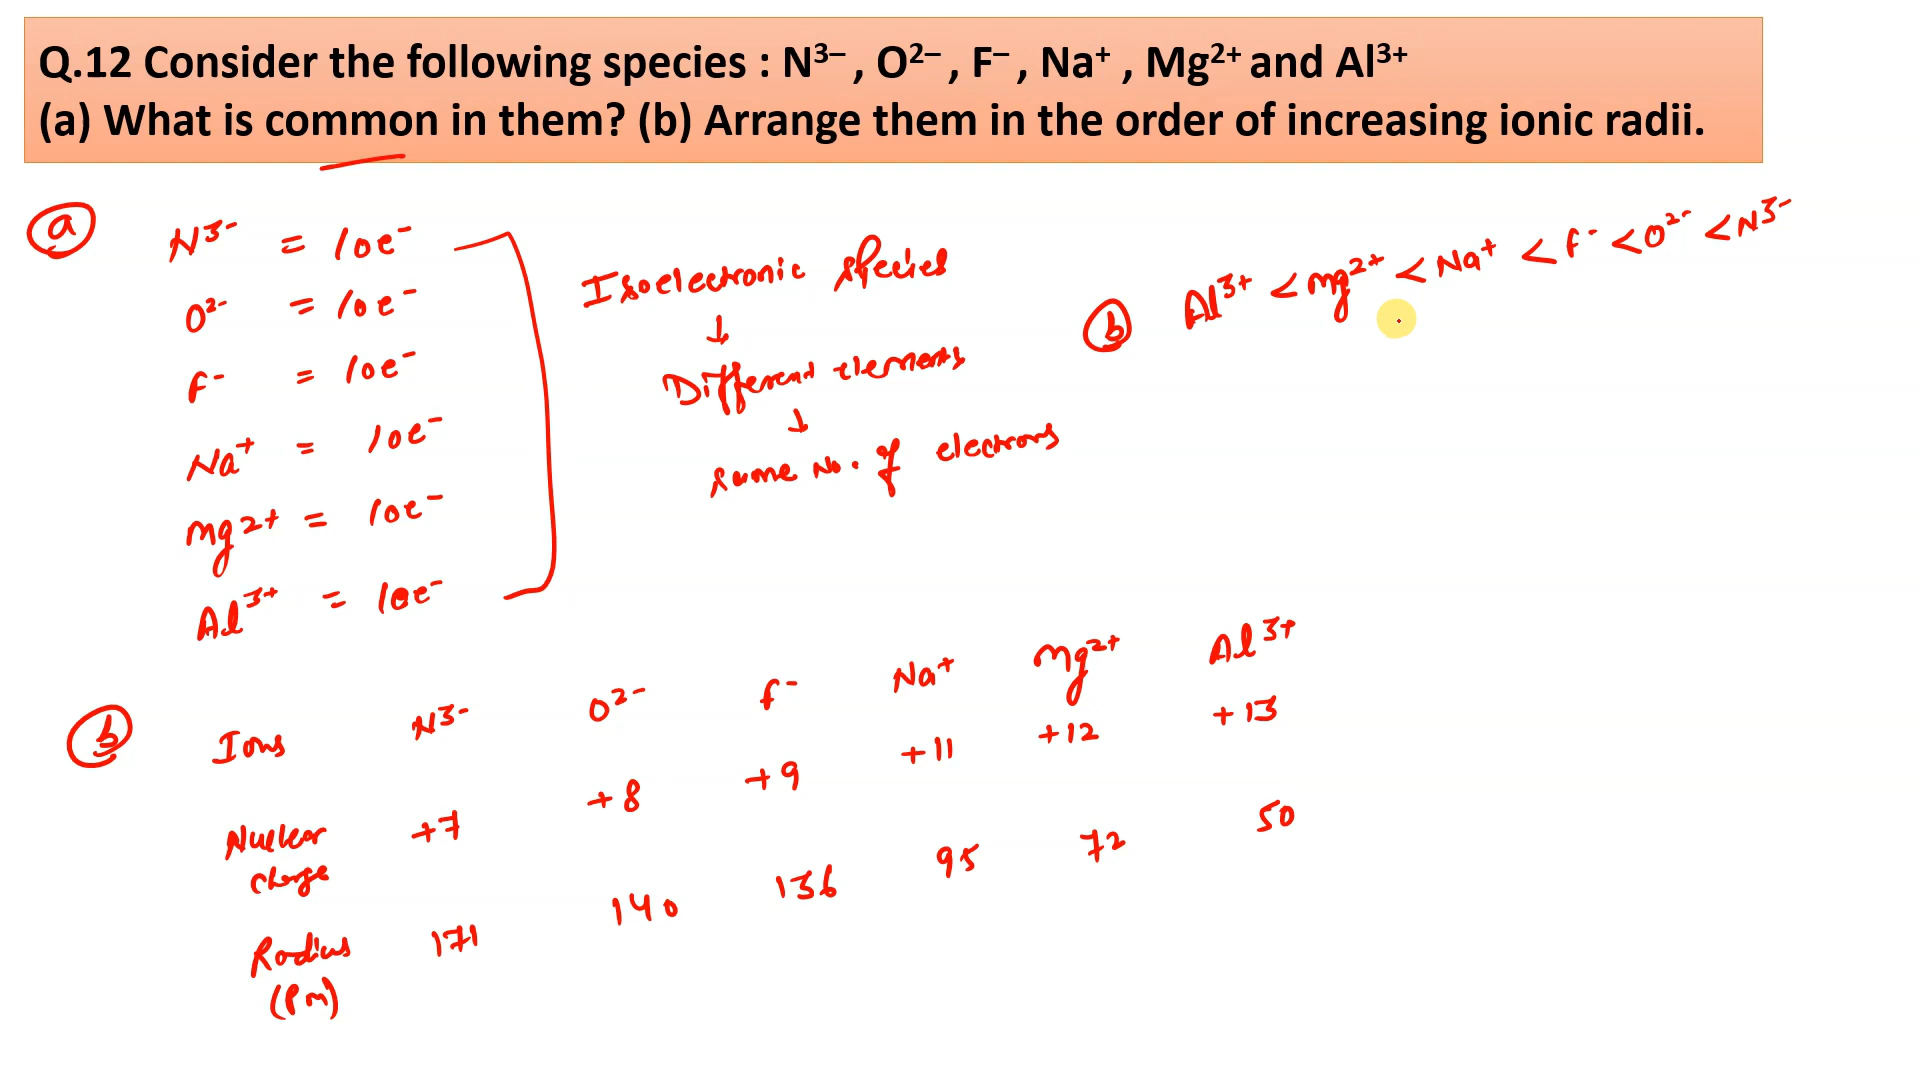 Q.12 Consider the following species : N³⁻ , O²⁻ , F⁻ , Na⁺ , Mg²⁺ and Al³⁺
(a) What is common in them? (b) Arrange them in the order of increasing ionic radii.
a
N³⁻ = 10e⁻
O²⁻ = 10e⁻
F⁻ = 10e⁻
Na⁺ = 10e⁻
Mg²⁺ = 10e⁻
Al³⁺ = 10e⁻
Isoelectronic species
↓
Different elements
↓
Same No. of electrons
b Al³⁺ < Mg²⁺ < Na⁺ < F⁻ < O²⁻ < N³⁻
b Ions N³⁻ O²⁻ F⁻ Na⁺ Mg²⁺ Al³⁺
Nuclear +7 +8 +9 +11 +12 +13
Charge
Radius 171 140 136 95 72 50
(Pm)